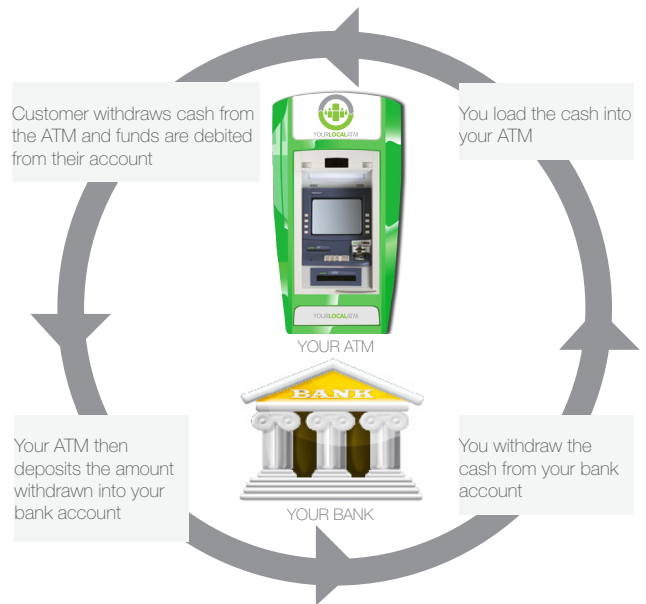 Customer withdraws cash from
the ATM and funds are debited
from their account
You load the cash into
your ATM
YOURLOCALATM
YOURLOCALATM
YOUR ATM
BANK
Your ATM then
deposits the amount
withdrawn into your
bank account
You withdraw the
cash from your bank
account
YOUR BANK